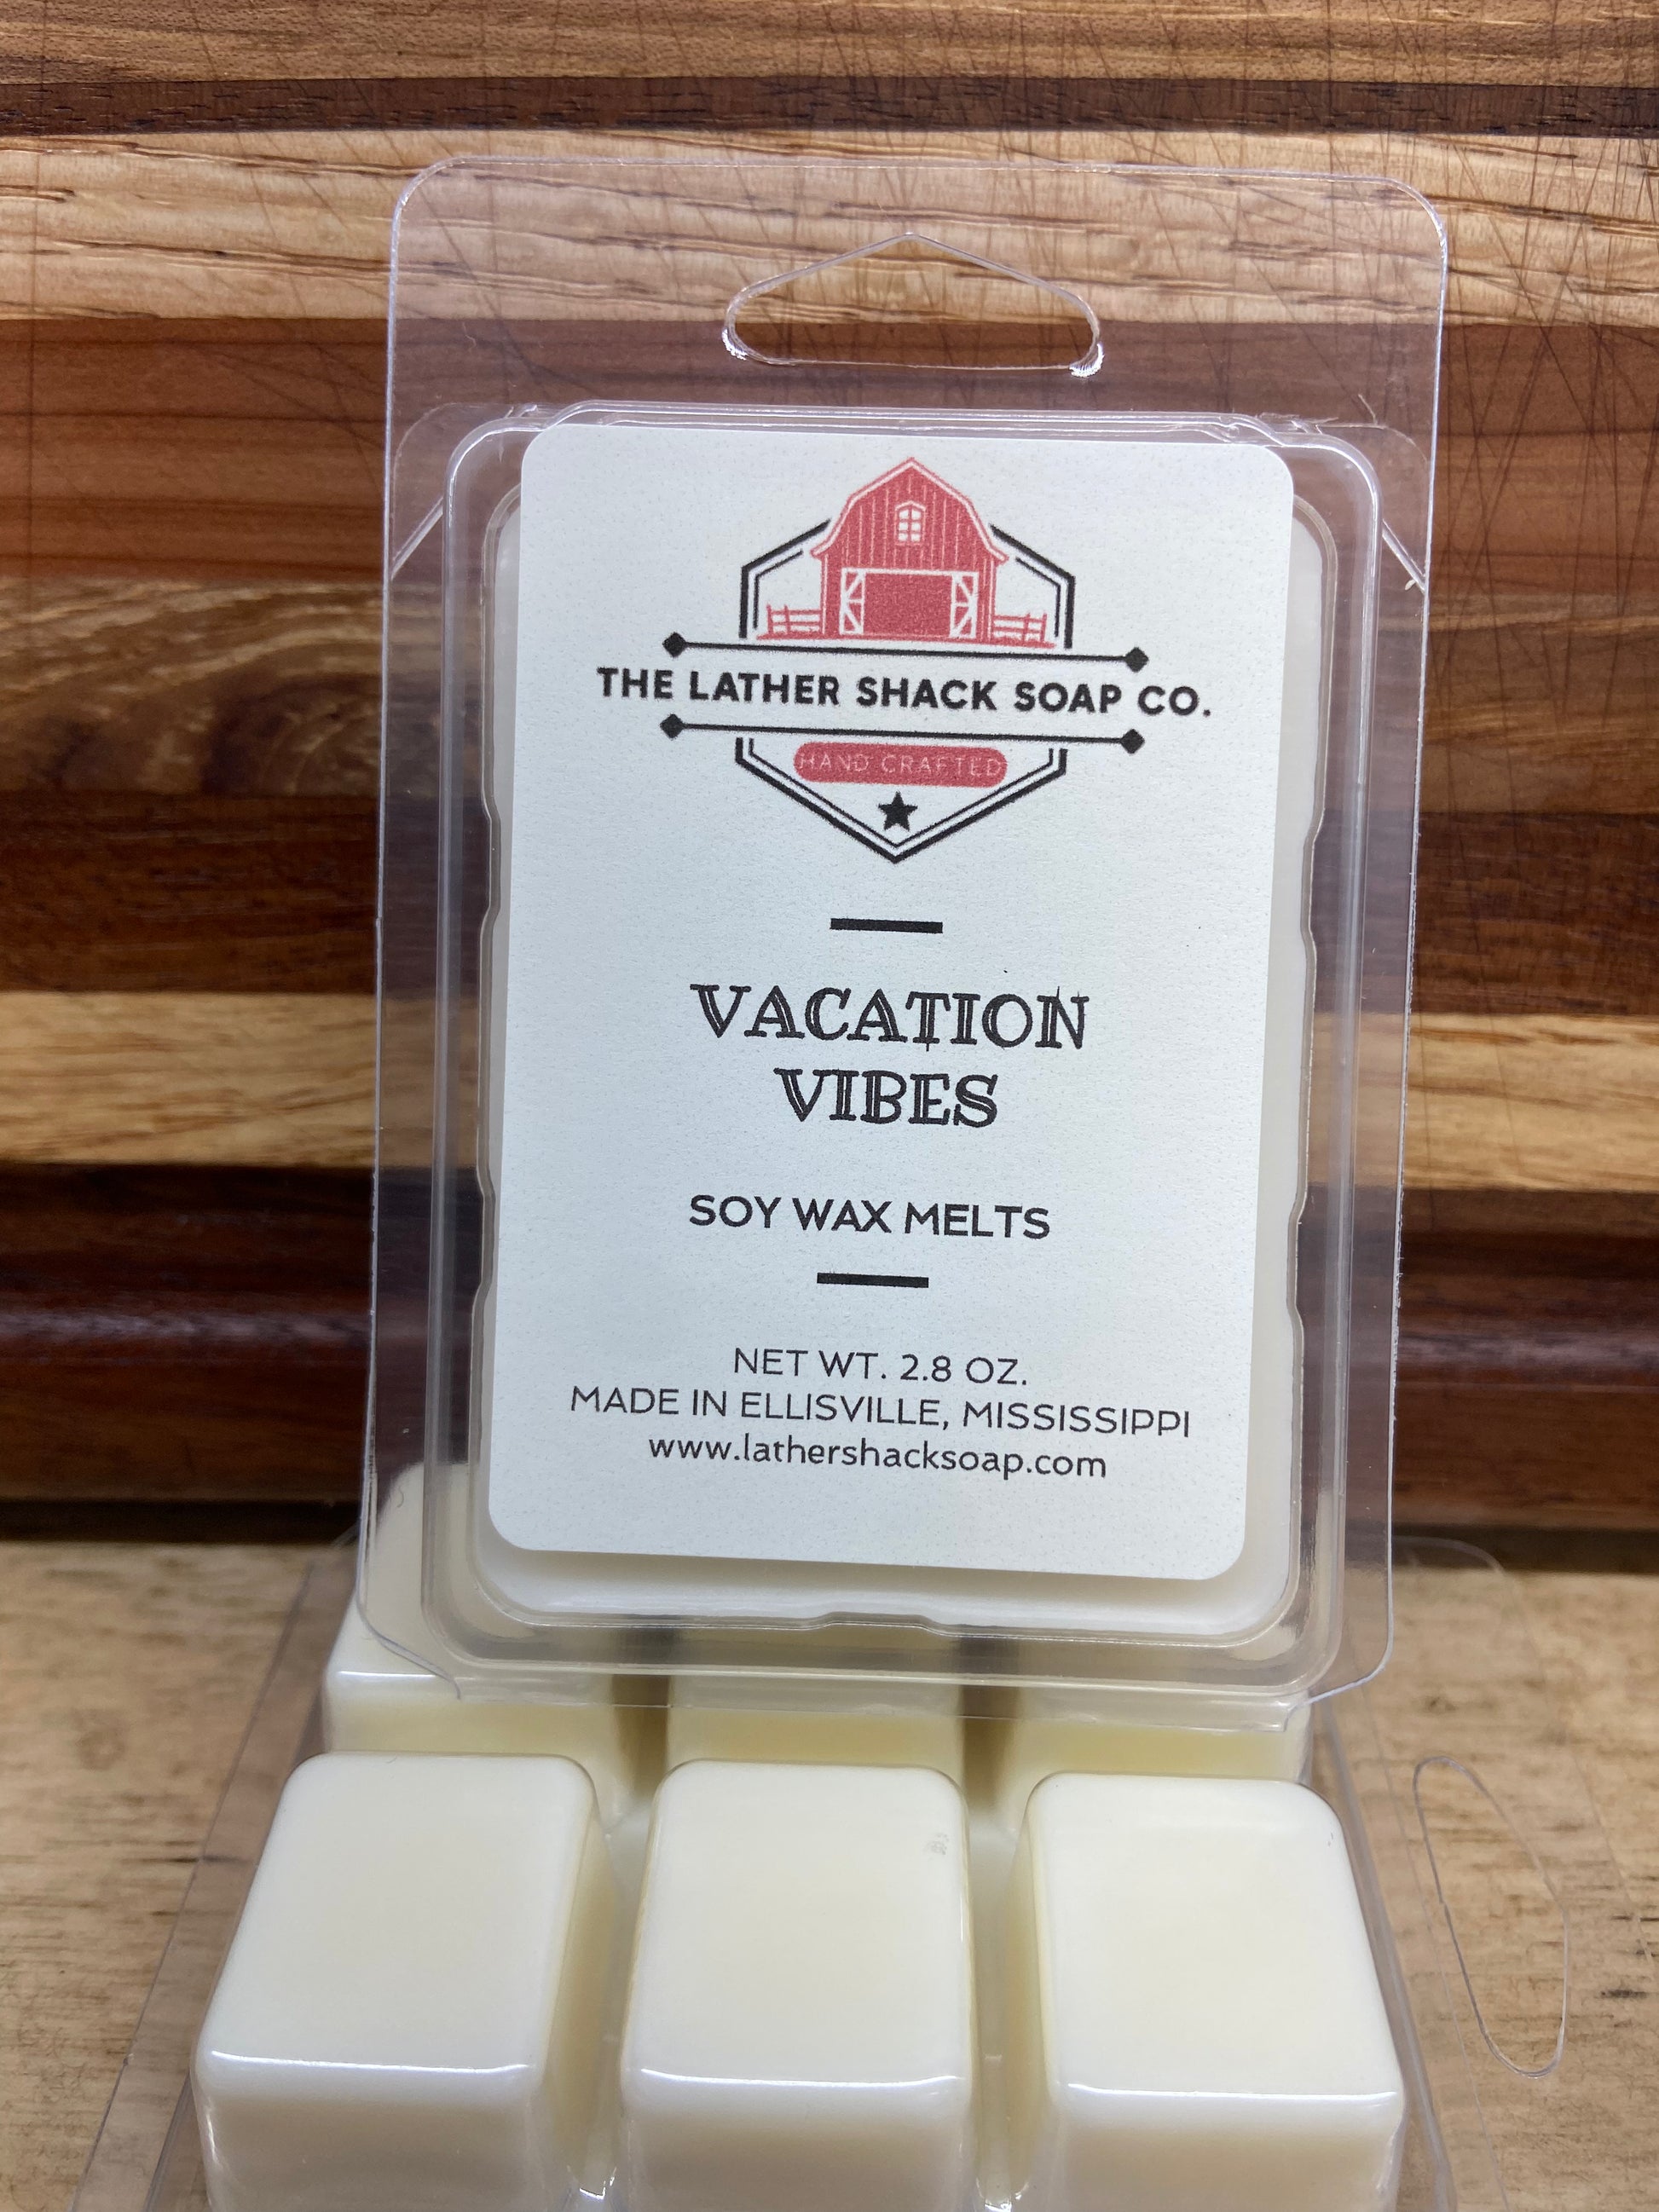 THE LATHER SHACK SOAP CO.
HAND CRAFTED
VACATION
VIBES
SOY WAX MELTS
NET WT. 2.8 OZ.
MADE IN ELLISVILLE, MISSISSIPPI
www.lathershacksoap.com